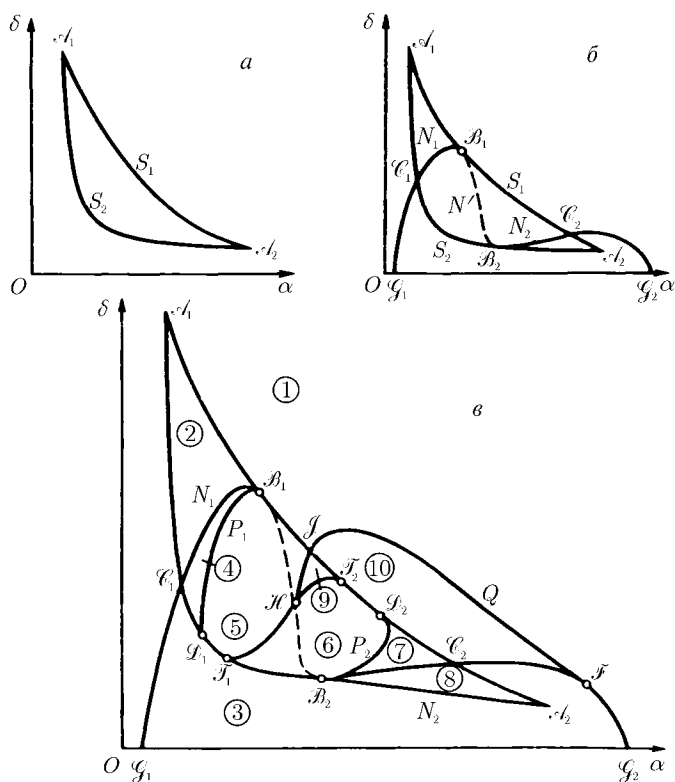 δ
𝒜₁
а
S₁
S₂
𝒜₂
O
α
δ
𝒜₁
б
N₁
ℬ₁
𝒞₁
S₁
N′
N₂
𝒞₂
S₂
ℬ₂
𝒜₂
O
𝒢₁
𝒢₂
α
δ
𝒜₁
①
в
②
N₁
ℬ₁
P₁
𝒥
④
𝒯₂
⑩
𝒞₁
ℋ
⑨
Q
𝒟₂
⑤
⑥
P₂
⑦
𝒞₂
𝒟₁
𝒯₁
⑧
ℱ
ℬ₂
③
N₂
𝒜₂
O
𝒢₁
𝒢₂
α